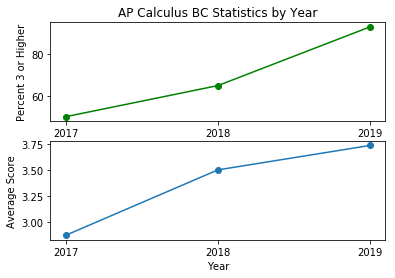 AP Calculus BC Statistics by Year
Percent 3 or Higher
80
60
2017 2018 2019
Average Score
3.75
3.50
3.25
3.00
2017 2018 2019
Year